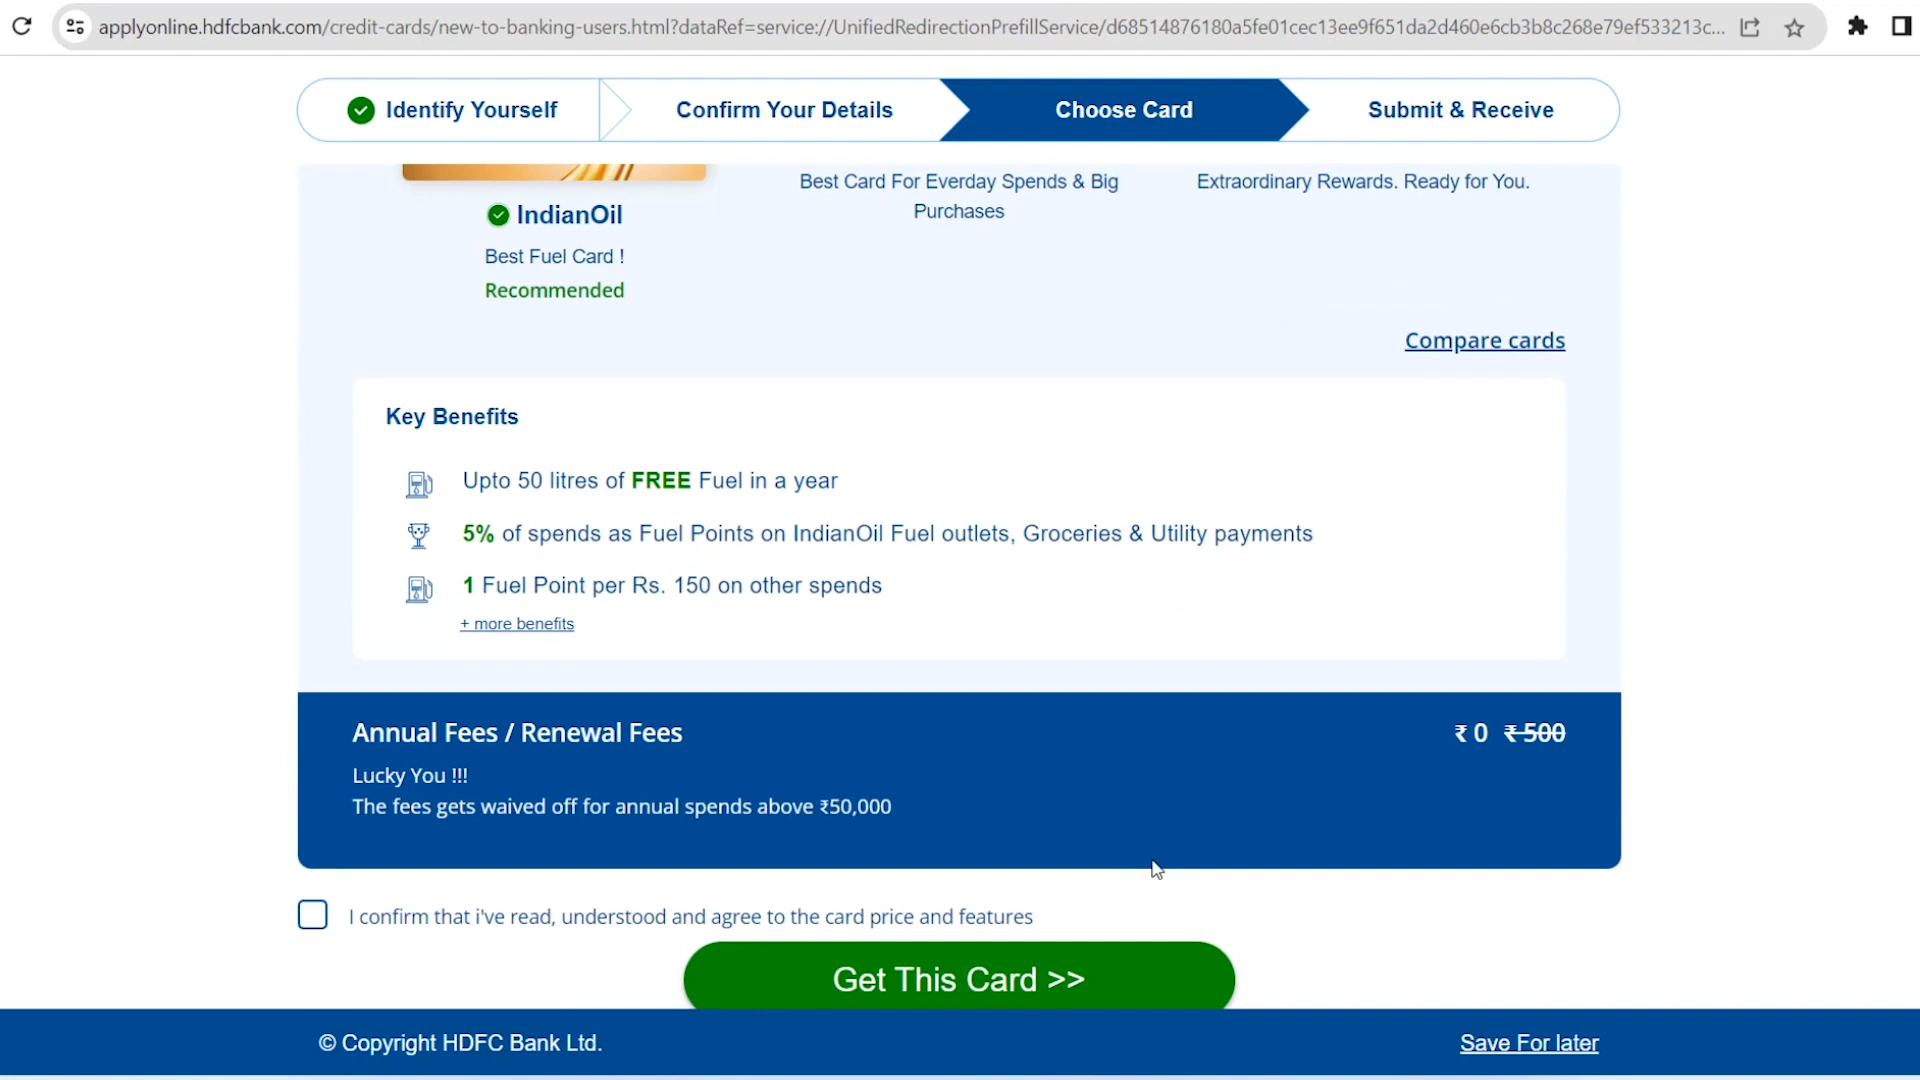 applyonline.hdfcbank.com/credit-cards/new-to-banking-users.html?dataRef=service://UnifiedRedirectionPrefillService/d68514876180a5fe01cec13ee9f651da2d460e6cb3b8c268e79ef533213c...
Identify Yourself
Confirm Your Details
Choose Card
Submit & Receive
IndianOil
Best Fuel Card !
Recommended
Best Card For Everday Spends & Big
Purchases
Extraordinary Rewards. Ready for You.
Compare cards
Key Benefits
Upto 50 litres of FREE Fuel in a year
5% of spends as Fuel Points on IndianOil Fuel outlets, Groceries & Utility payments
1 Fuel Point per Rs. 150 on other spends
+ more benefits
Annual Fees / Renewal Fees ₹ 0 ₹ 500
Lucky You !!!
The fees gets waived off for annual spends above ₹50,000
I confirm that i've read, understood and agree to the card price and features
Get This Card >>
© Copyright HDFC Bank Ltd.
Save For later